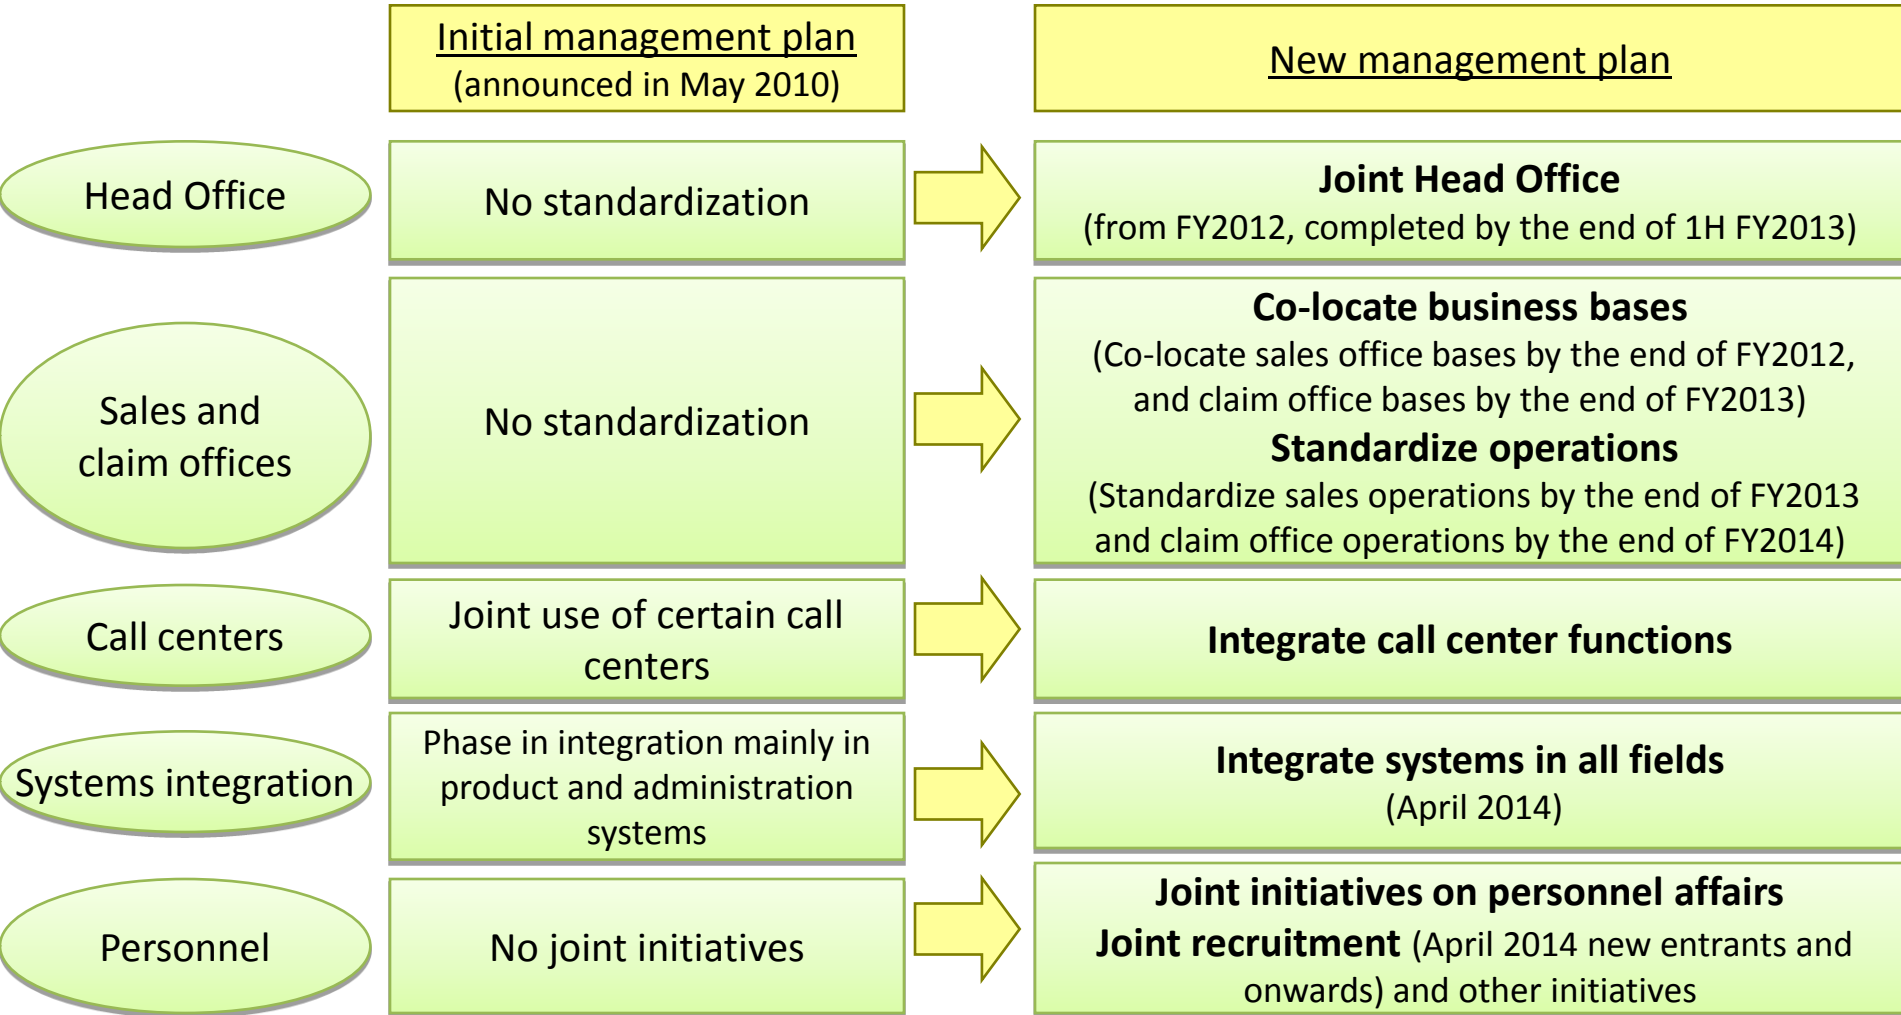 Initial management plan
(announced in May 2010)
New management plan
Head Office
No standardization
Joint Head Office
(from FY2012, completed by the end of 1H FY2013)
Sales and
claim offices
No standardization
Co-locate business bases
(Co-locate sales office bases by the end of FY2012,
and claim office bases by the end of FY2013)
Standardize operations
(Standardize sales operations by the end of FY2013
and claim office operations by the end of FY2014)
Call centers
Joint use of certain call
centers
Integrate call center functions
Systems integration
Phase in integration mainly in
product and administration
systems
Integrate systems in all fields
(April 2014)
Personnel
No joint initiatives
Joint initiatives on personnel affairs
Joint recruitment (April 2014 new entrants and
onwards) and other initiatives